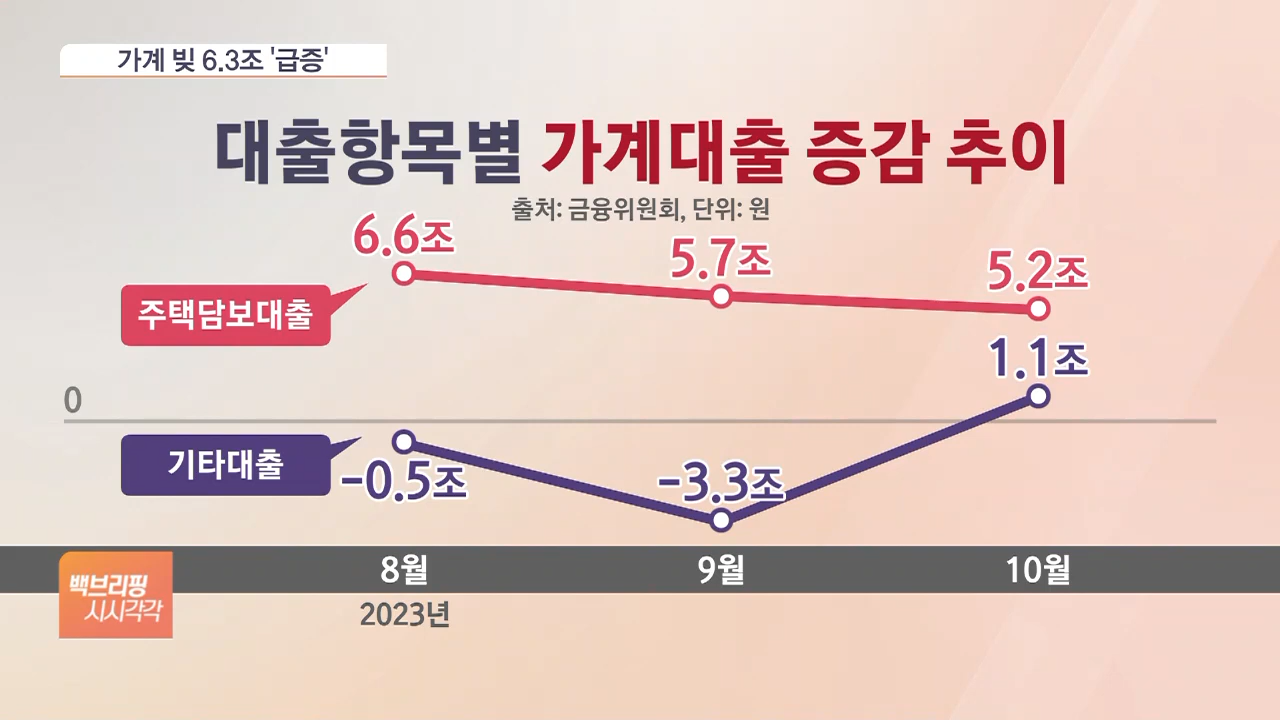 가계 빚 6.3조 '급증'
대출항목별 가계대출 증감 추이
출처: 금융위원회, 단위: 원
6.6조
5.7조
5.2조
주택담보대출
1.1조
0
기타대출
-0.5조
-3.3조
8월 9월 10월
2023년
백브리핑
시시각각